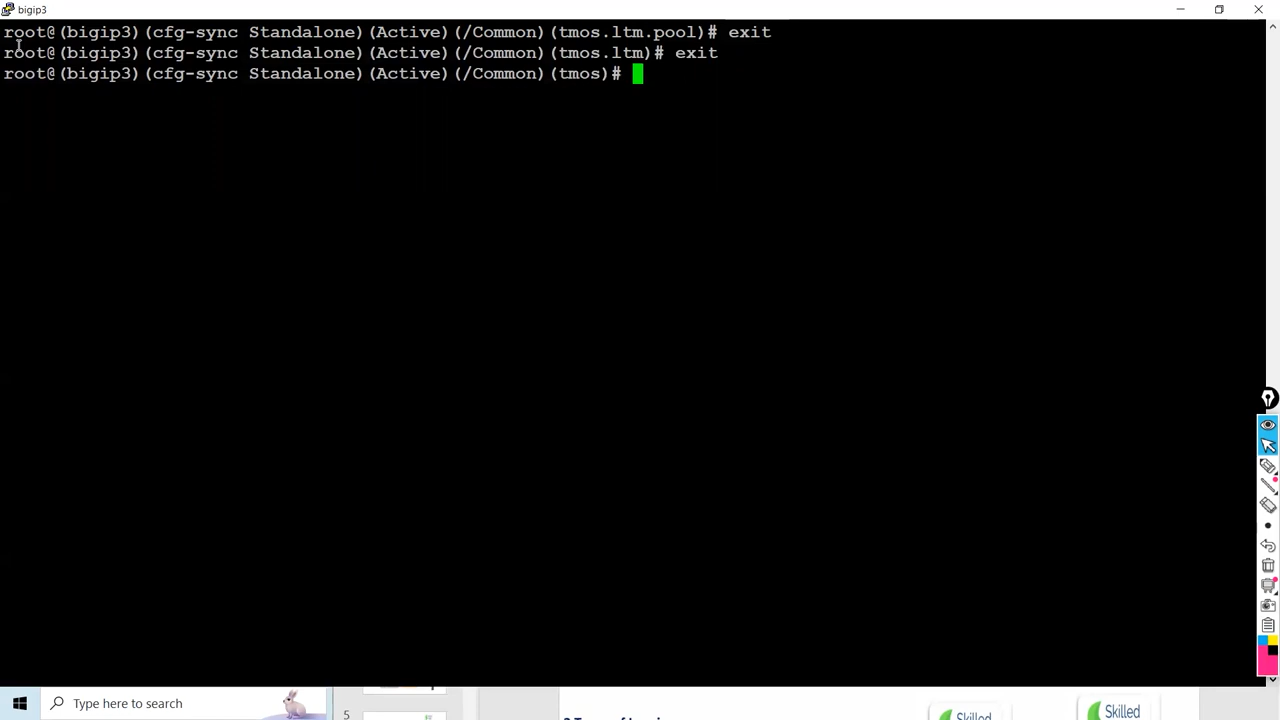 bigip3
root@(bigip3)(cfg-sync Standalone)(Active)(/Common)(tmos.ltm.pool)# exit
root@(bigip3)(cfg-sync Standalone)(Active)(/Common)(tmos.ltm)# exit
root@(bigip3)(cfg-sync Standalone)(Active)(/Common)(tmos)#
Type here to search
5
Skilled
Skilled